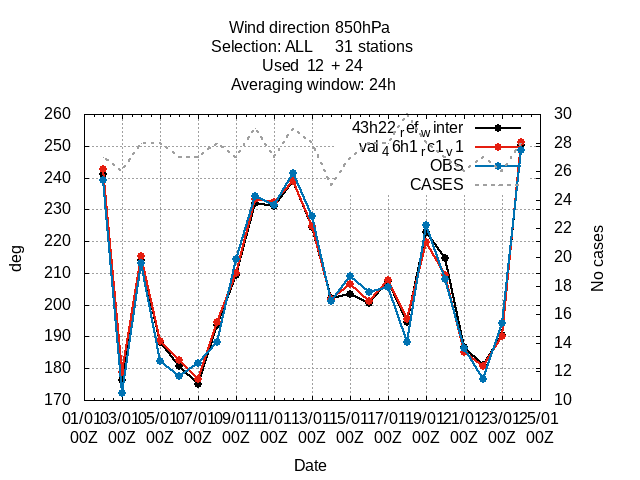 Wind direction 850hPa
Selection: ALL 31 stations
Used 12 + 24
Averaging window: 24h
260
250
240
230
220
210
200
190
180
170
deg
30
28
26
24
22
20
18
16
14
12
10
No cases
43h22_ref_winter
val_46h1_rc1_v1
OBS
CASES
01/01 03/01 05/01 07/01 09/01 11/01 13/01 15/01 17/01 19/01 21/01 23/01 25/01
00Z 00Z 00Z 00Z 00Z 00Z 00Z 00Z 00Z 00Z 00Z 00Z 00Z
Date